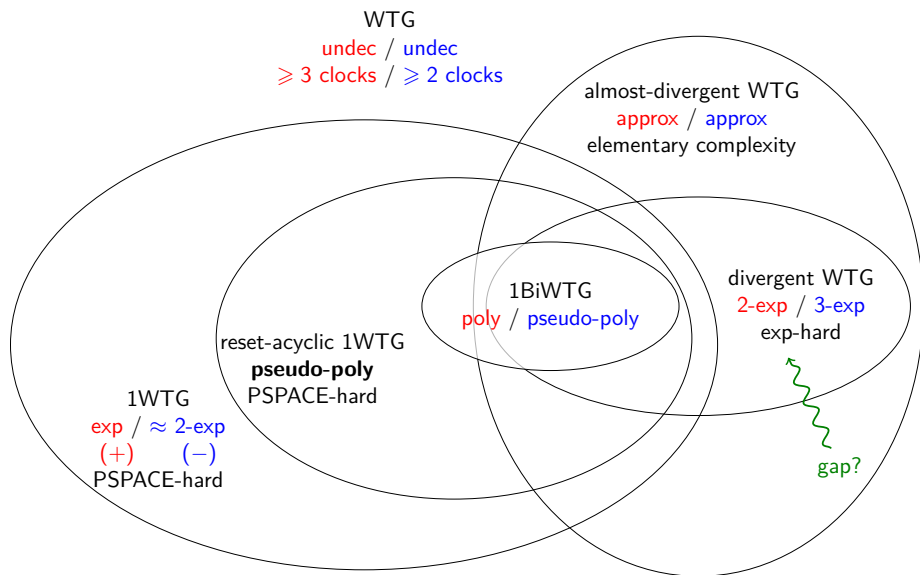 WTG
undec / undec
⩾ 3 clocks / ⩾ 2 clocks
almost-divergent WTG
approx / approx
elementary complexity
divergent WTG
2-exp / 3-exp
exp-hard
1BiWTG
poly / pseudo-poly
reset-acyclic 1WTG
pseudo-poly
PSPACE-hard
1WTG
exp / ≈ 2-exp
(+) (−)
PSPACE-hard
gap?